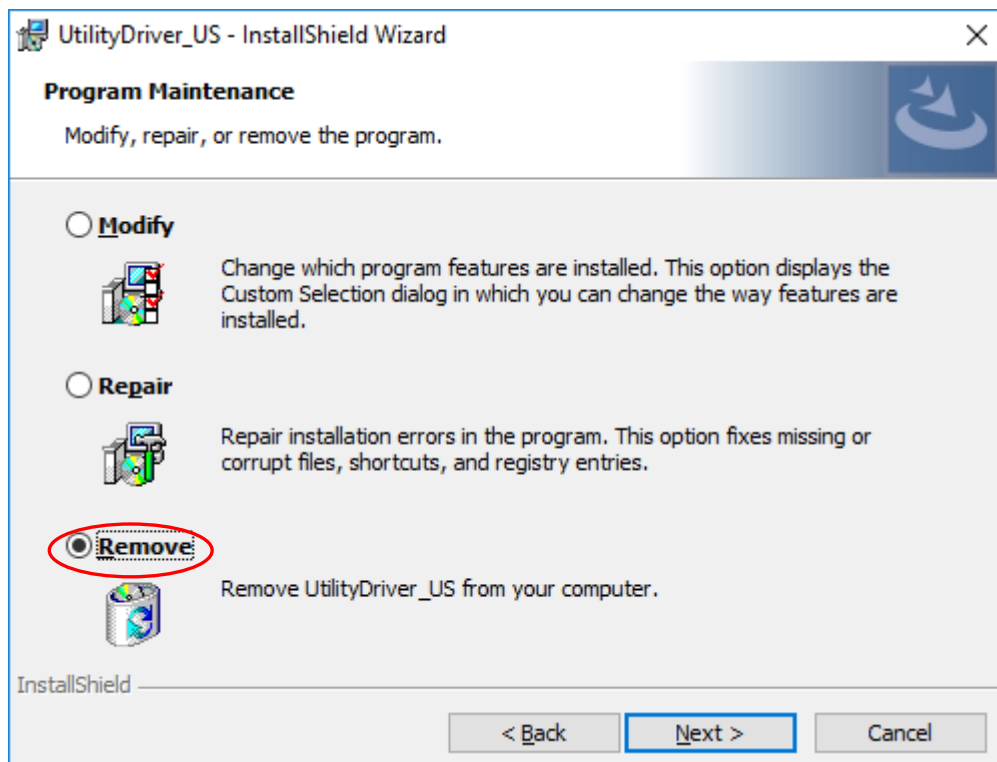 UtilityDriver_US - InstallShield Wizard
Program Maintenance
Modify, repair, or remove the program.
Modify
Change which program features are installed. This option displays the
Custom Selection dialog in which you can change the way features are
installed.
Repair
Repair installation errors in the program. This option fixes missing or
corrupt files, shortcuts, and registry entries.
Remove
Remove UtilityDriver_US from your computer.
InstallShield
< Back
Next >
Cancel